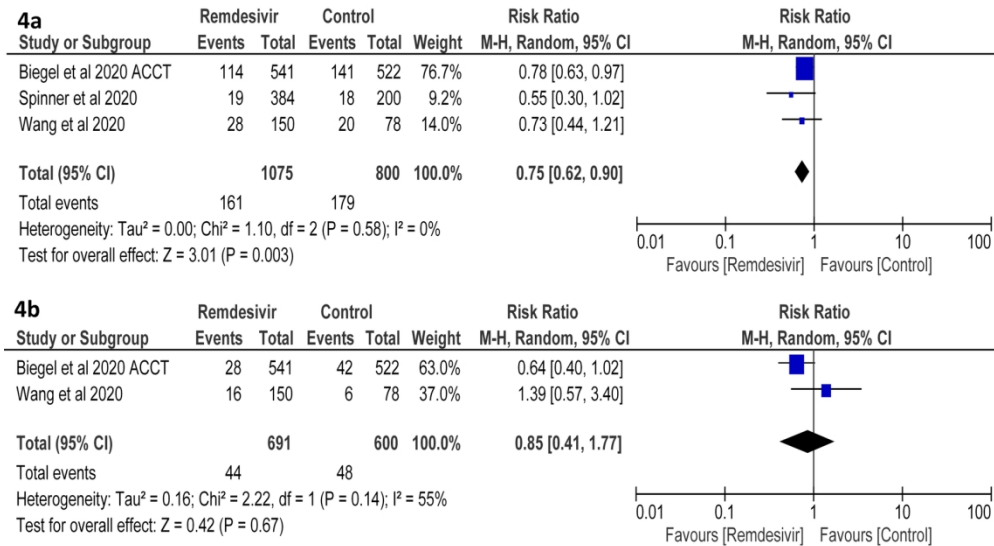 4a Remdesivir Control Risk Ratio Risk Ratio
Study or Subgroup Events Total Events Total Weight M-H, Random, 95% CI M-H, Random, 95% CI
Biegel et al 2020 ACCT 114 541 141 522 76.7% 0.78 [0.63, 0.97]
Spinner et al 2020 19 384 18 200 9.2% 0.55 [0.30, 1.02]
Wang et al 2020 28 150 20 78 14.0% 0.73 [0.44, 1.21]
Total (95% CI) 1075 800 100.0% 0.75 [0.62, 0.90]
Total events 161 179
Heterogeneity: Tau² = 0.00; Chi² = 1.10, df = 2 (P = 0.58); I² = 0%
Test for overall effect: Z = 3.01 (P = 0.003)
0.01 0.1 1 10 100
Favours [Remdesivir] Favours [Control]
4b Remdesivir Control Risk Ratio Risk Ratio
Study or Subgroup Events Total Events Total Weight M-H, Random, 95% CI M-H, Random, 95% CI
Biegel et al 2020 ACCT 28 541 42 522 63.0% 0.64 [0.40, 1.02]
Wang et al 2020 16 150 6 78 37.0% 1.39 [0.57, 3.40]
Total (95% CI) 691 600 100.0% 0.85 [0.41, 1.77]
Total events 44 48
Heterogeneity: Tau² = 0.16; Chi² = 2.22, df = 1 (P = 0.14); I² = 55%
Test for overall effect: Z = 0.42 (P = 0.67)
0.01 0.1 1 10 100
Favours [Remdesivir] Favours [Control]